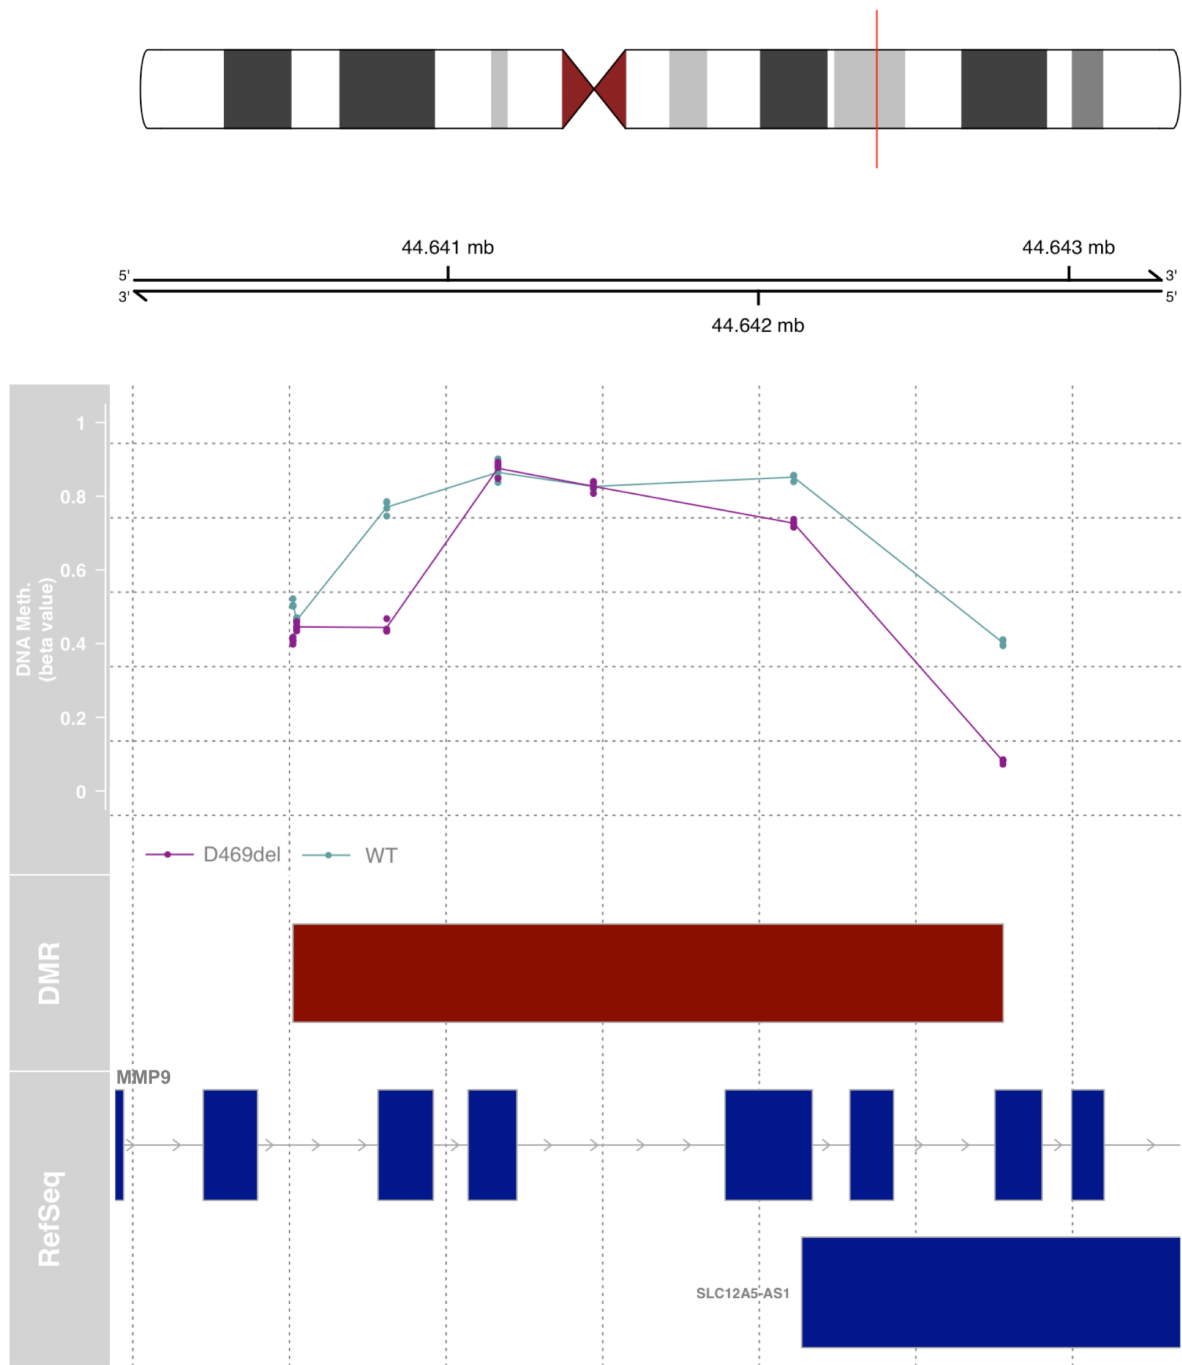 44.641 mb
44.643 mb
5'
3'
3'
5'
44.642 mb
1
0.8
0.6
0.4
0.2
0
DNA Meth.
(beta value)
D469del
WT
DMR
MMP9
RefSeq
SLC12A5-AS1